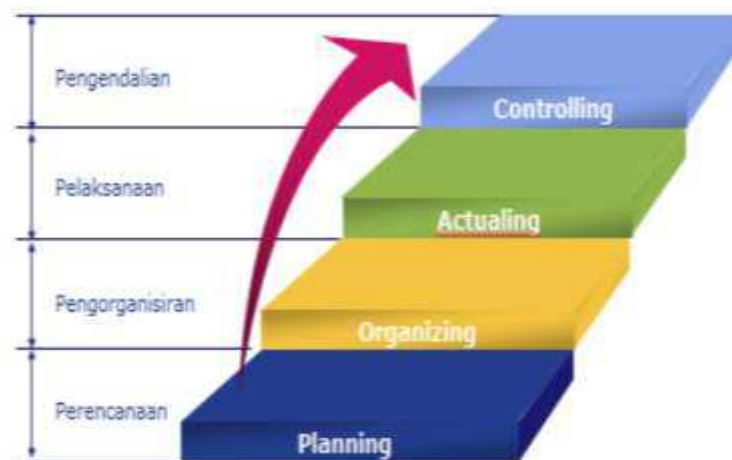 Pengendalian
Controlling
Pelaksanaan
Actualing
Pengorganisiran
Organizing
Perencanaan
Planning